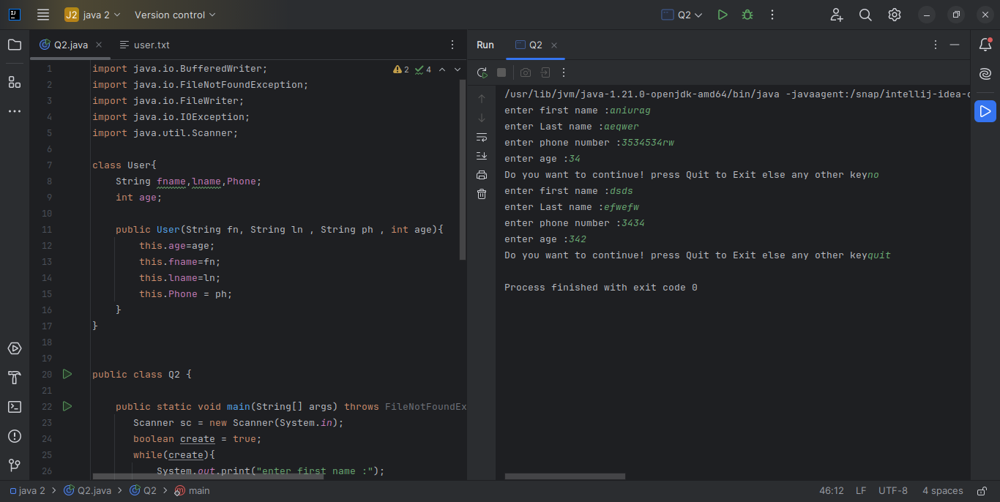 J2 java 2 Version control Q2
Q2.java user.txt
2 4
1 import java.io.BufferedWriter;
2 import java.io.FileNotFoundException;
3 import java.io.FileWriter;
4 import java.io.IOException;
5 import java.util.Scanner;
6
7 class User{
8 String fname,lname,Phone;
9 int age;
10
11 public User(String fn, String ln , String ph , int age){
12 this.age=age;
13 this.fname=fn;
14 this.lname=ln;
15 this.Phone = ph;
16 }
17 }
18
19
20 public class Q2 {
21
22 public static void main(String[] args) throws FileNotFoundEx
23 Scanner sc = new Scanner(System.in);
24 boolean create = true;
25 while(create){
26 System.out.print("enter first name :");
Run Q2
/usr/lib/jvm/java-1.21.0-openjdk-amd64/bin/java -javaagent:/snap/intellij-idea-
enter first name :aniurag
enter Last name :aeqwer
enter phone number :3534534rw
enter age :34
Do you want to continue! press Quit to Exit else any other keyno
enter first name :dsds
enter Last name :efwefw
enter phone number :3434
enter age :342
Do you want to continue! press Quit to Exit else any other keyquit
Process finished with exit code 0
java 2 > Q2.java > Q2 > main 46:12 LF UTF-8 4 spaces